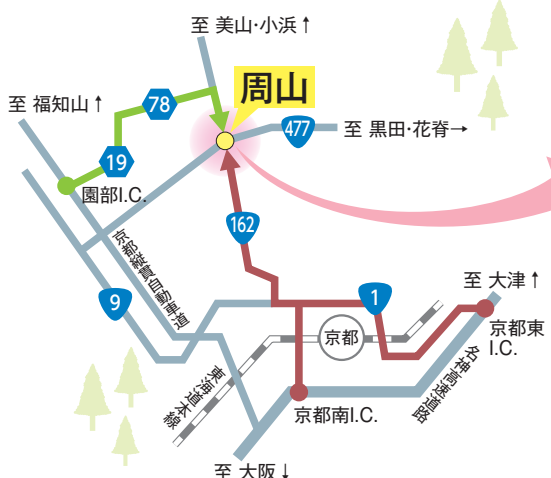 至 美山・小浜↑
78
周山
至 福知山↑
477
至 黒田・花脊→
19
園部I.C.
162
京都縦貫自動車道
9
1
至 大津↑
京都
京都東
I.C.
東海道本線
名神高速道路
京都南I.C.
至 大阪↓